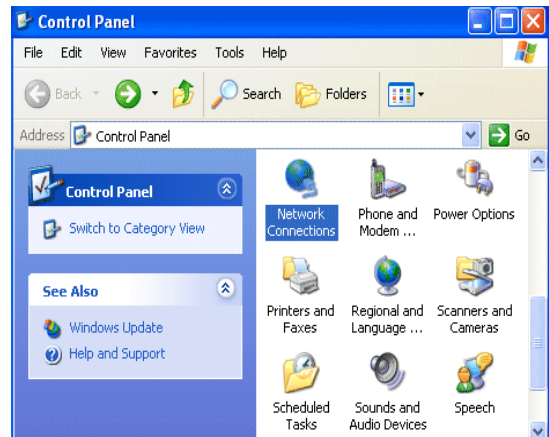 Control Panel
File Edit View Favorites Tools Help
Back Search Folders
Address Control Panel Go
Control Panel
Switch to Category View
See Also
Windows Update
Help and Support
Network Connections
Phone and Modem ...
Power Options
Printers and Faxes
Regional and Language ...
Scanners and Cameras
Scheduled Tasks
Sounds and Audio Devices
Speech